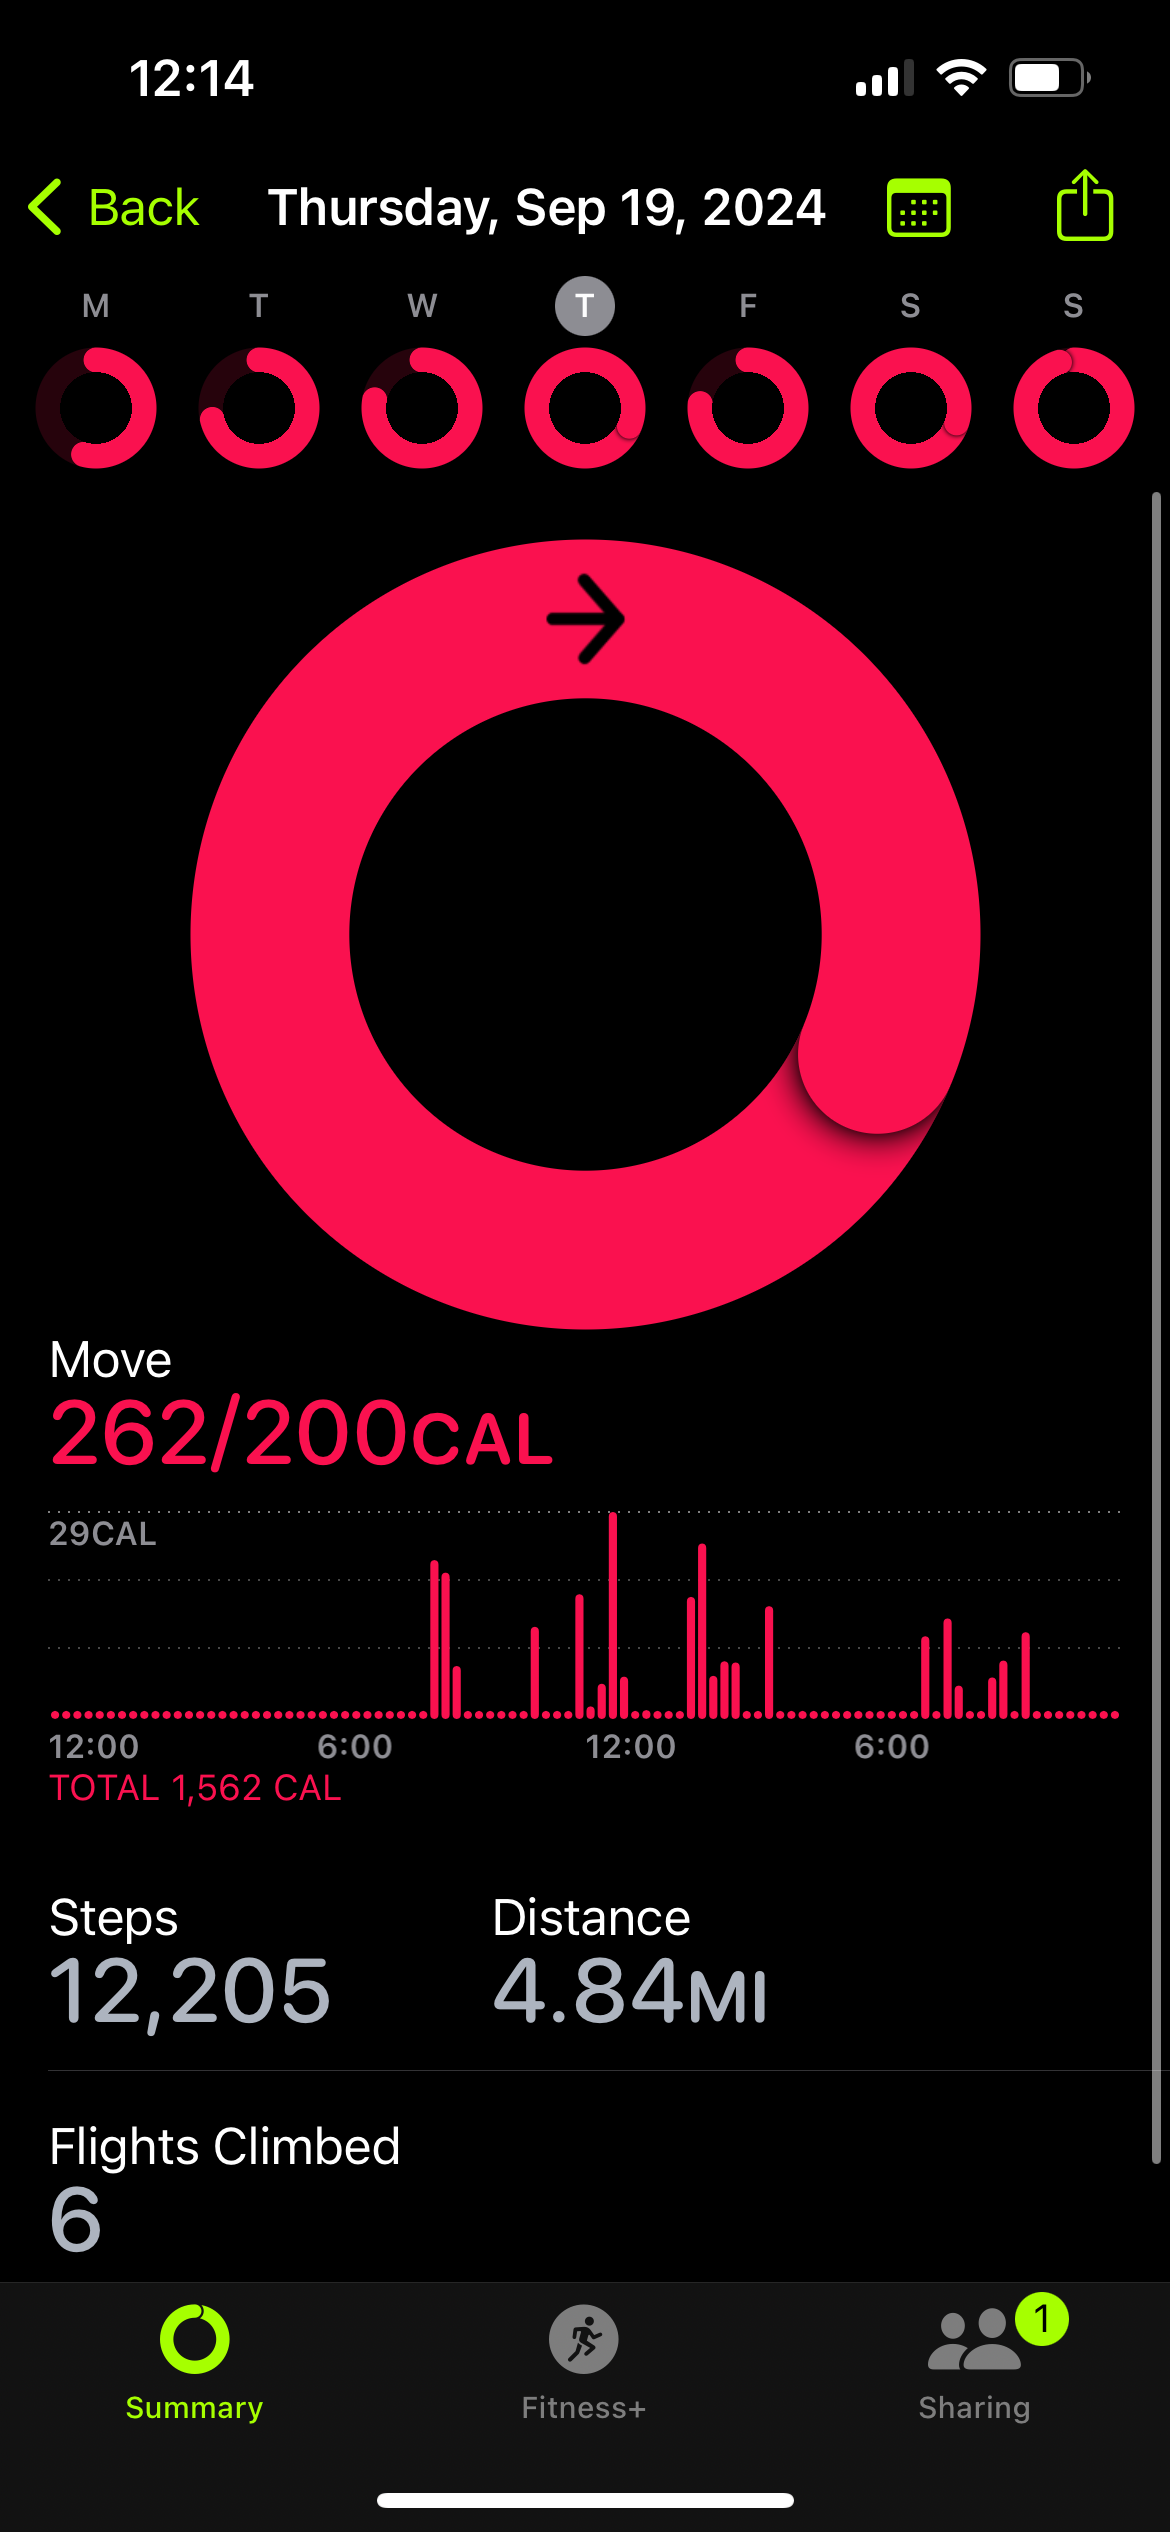 12:14
Back
Thursday, Sep 19, 2024
M T W T F S S
Move
262/200CAL
29CAL
12:00 6:00 12:00 6:00
TOTAL 1,562 CAL
Steps Distance
12,205 4.84MI
Flights Climbed
6
1
Summary Fitness+ Sharing